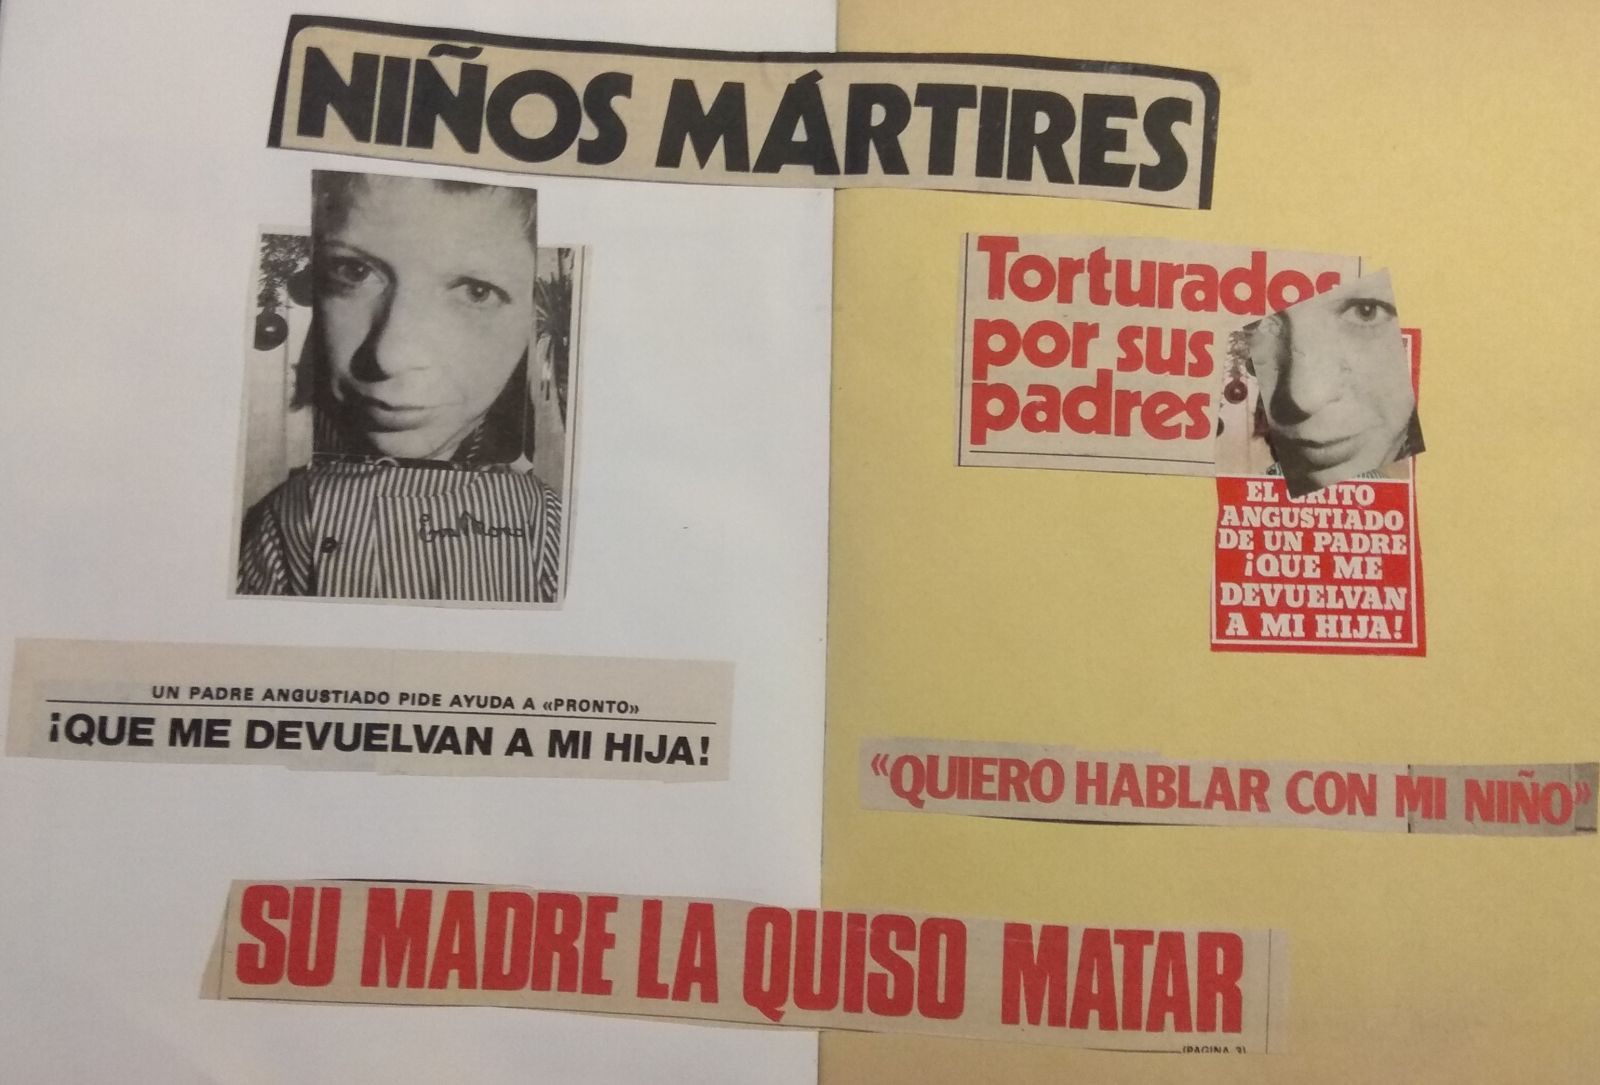 NIÑOS MÁRTIRES
Torturados
por sus
padres
EL GRITO
ANGUSTIADO
DE UN PADRE
¡QUE ME
DEVUELVAN
A MI HIJA!
UN PADRE ANGUSTIADO PIDE AYUDA A «PRONTO»
¡QUE ME DEVUELVAN A MI HIJA!
«QUIERO HABLAR CON MI NIÑO»
SU MADRE LA QUISO MATAR
(PAGINA 3)